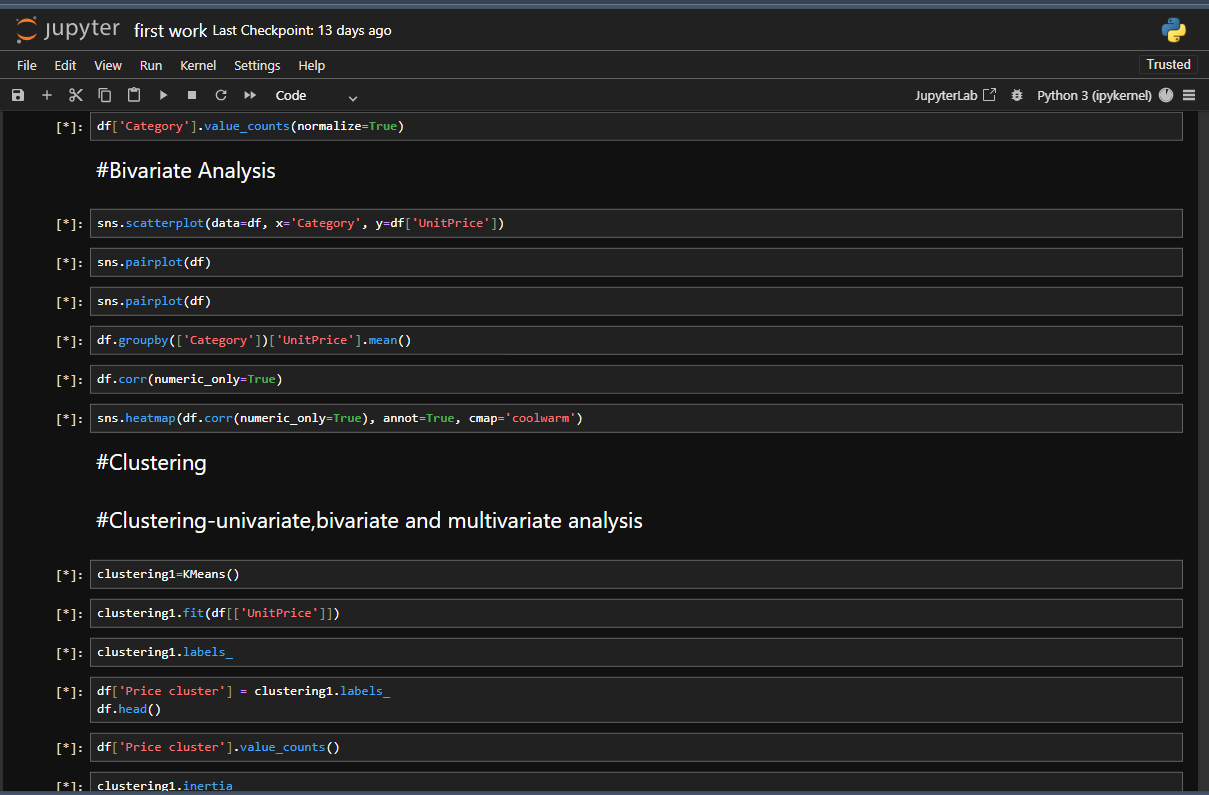 jupyter first work Last Checkpoint: 13 days ago
File Edit View Run Kernel Settings Help Trusted
Code JupyterLab Python 3 (ipykernel)
[*]: df['Category'].value_counts(normalize=True)
#Bivariate Analysis
[*]: sns.scatterplot(data=df, x='Category', y=df['UnitPrice'])
[*]: sns.pairplot(df)
[*]: sns.pairplot(df)
[*]: df.groupby(['Category'])['UnitPrice'].mean()
[*]: df.corr(numeric_only=True)
[*]: sns.heatmap(df.corr(numeric_only=True), annot=True, cmap='coolwarm')
#Clustering
#Clustering-univariate,bivariate and multivariate analysis
[*]: clustering1=KMeans()
[*]: clustering1.fit(df[['UnitPrice']])
[*]: clustering1.labels_
[*]: df['Price cluster'] = clustering1.labels_
df.head()
[*]: df['Price cluster'].value_counts()
[*]: clustering1.inertia